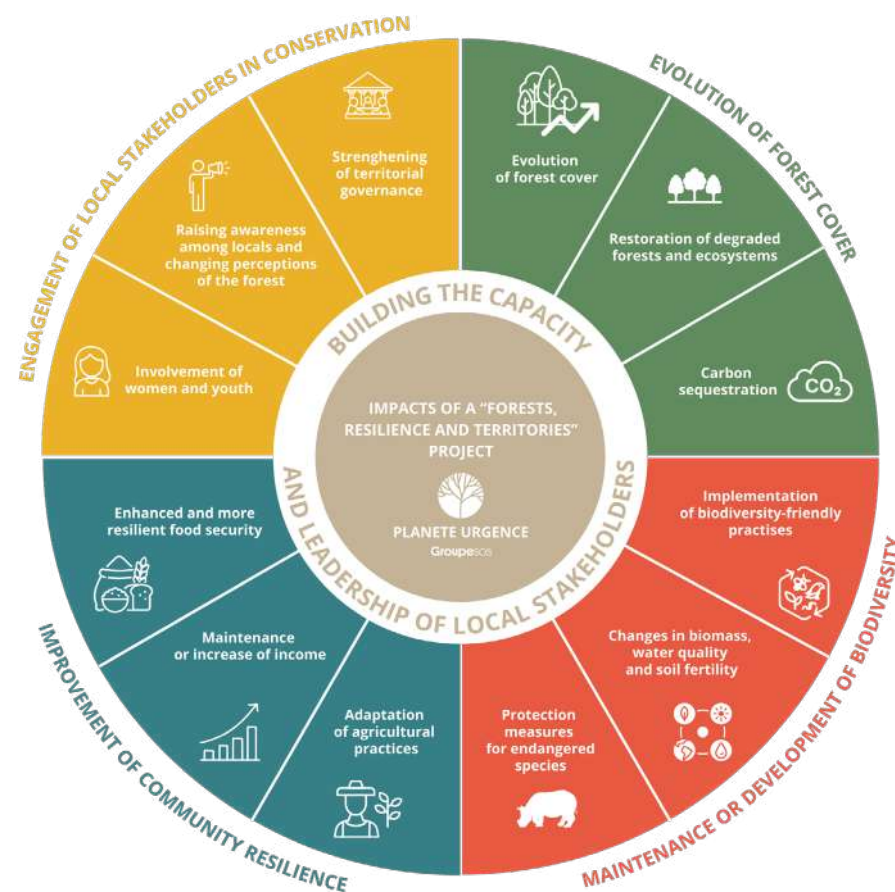 ENGAGEMENT OF LOCAL STAKEHOLDERS IN CONSERVATION
EVOLUTION OF FOREST COVER
Strenghening
of territorial
governance
Evolution
of forest cover
Raising awareness
among locals and
changing perceptions
of the forest
Restoration of degraded
forests and ecosystems
Involvement of
women and youth
Carbon
sequestration
CO₂
BUILDING THE CAPACITY
AND LEADERSHIP OF LOCAL STAKEHOLDERS
IMPACTS OF A “FORESTS,
RESILIENCE AND TERRITORIES”
PROJECT
PLANETE URGENCE
Groupesos
Enhanced and more
resilient food security
Implementation
of biodiversity-friendly
practises
Maintenance
or increase of income
Changes in biomass,
water quality
and soil fertility
Adaptation
of agricultural
practices
Protection
measures
for endangered
species
IMPROVEMENT OF COMMUNITY RESILIENCE
MAINTENANCE OR DEVELOPMENT OF BIODIVERSITY